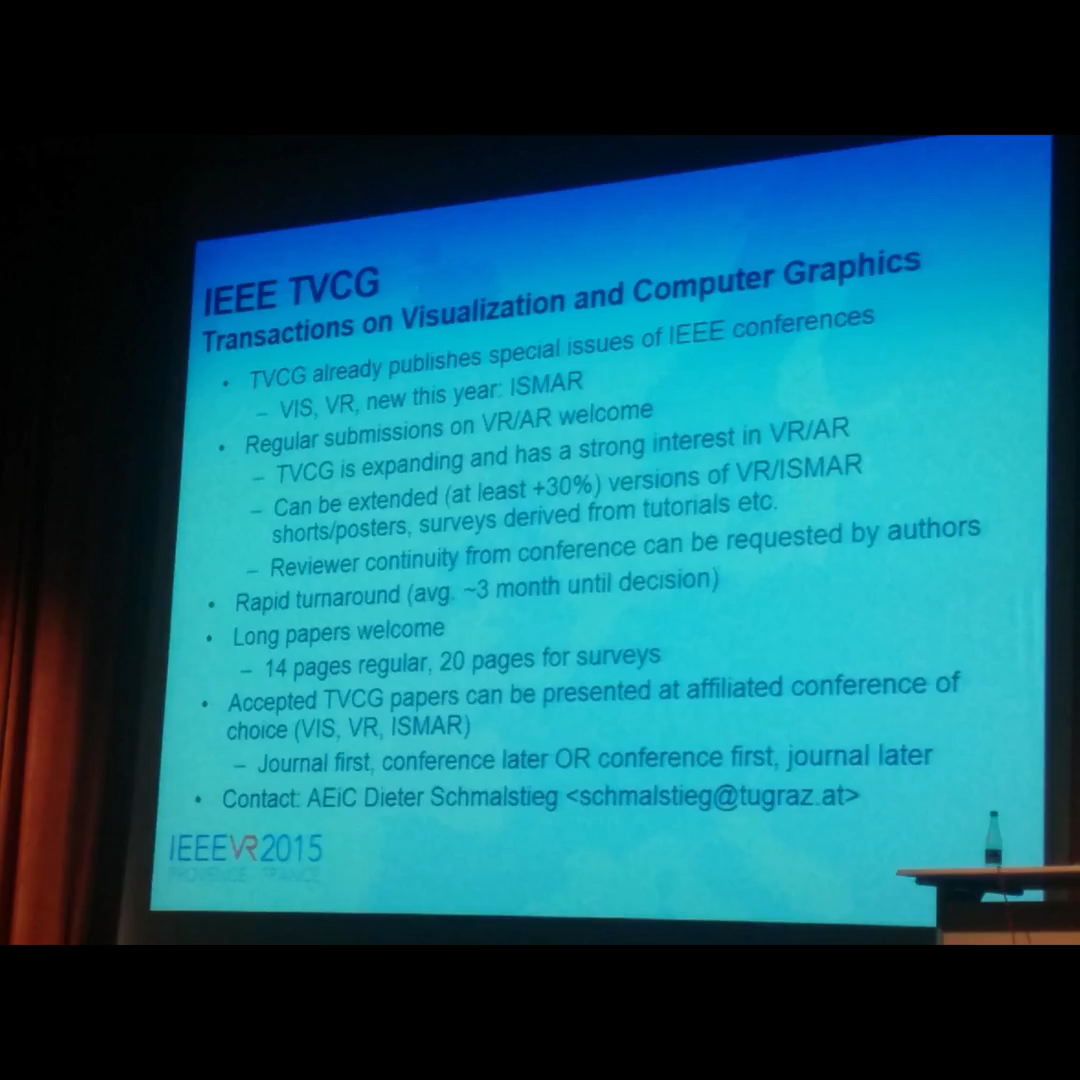 IEEE TVCG
Transactions on Visualization and Computer Graphics
• TVCG already publishes special issues of IEEE conferences
– VIS, VR, new this year: ISMAR
• Regular submissions on VR/AR welcome
– TVCG is expanding and has a strong interest in VR/AR
– Can be extended (at least +30%) versions of VR/ISMAR
shorts/posters, surveys derived from tutorials etc.
– Reviewer continuity from conference can be requested by authors
• Rapid turnaround (avg. ~3 month until decision)
• Long papers welcome
– 14 pages regular, 20 pages for surveys
• Accepted TVCG papers can be presented at affiliated conference of
choice (VIS, VR, ISMAR)
– Journal first, conference later OR conference first, journal later
• Contact: AEiC Dieter Schmalstieg <schmalstieg@tugraz.at>
IEEEVR2015
PROVENCE FRANCE